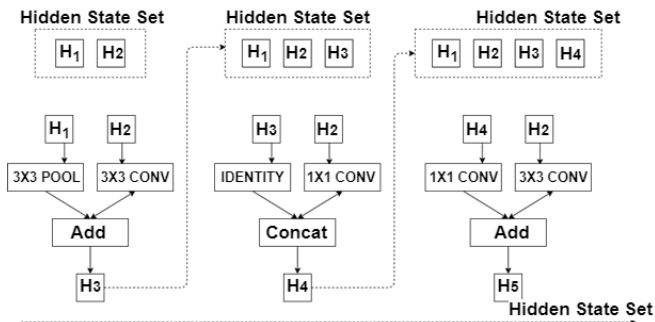 Hidden State Set Hidden State Set Hidden State Set
H1 H2 H1 H2 H3 H1 H2 H3 H4
H1 H2 H3 H2 H4 H2
3X3 POOL 3X3 CONV IDENTITY 1X1 CONV 1X1 CONV 3X3 CONV
Add Concat Add
H3 H4 H5
Hidden State Set